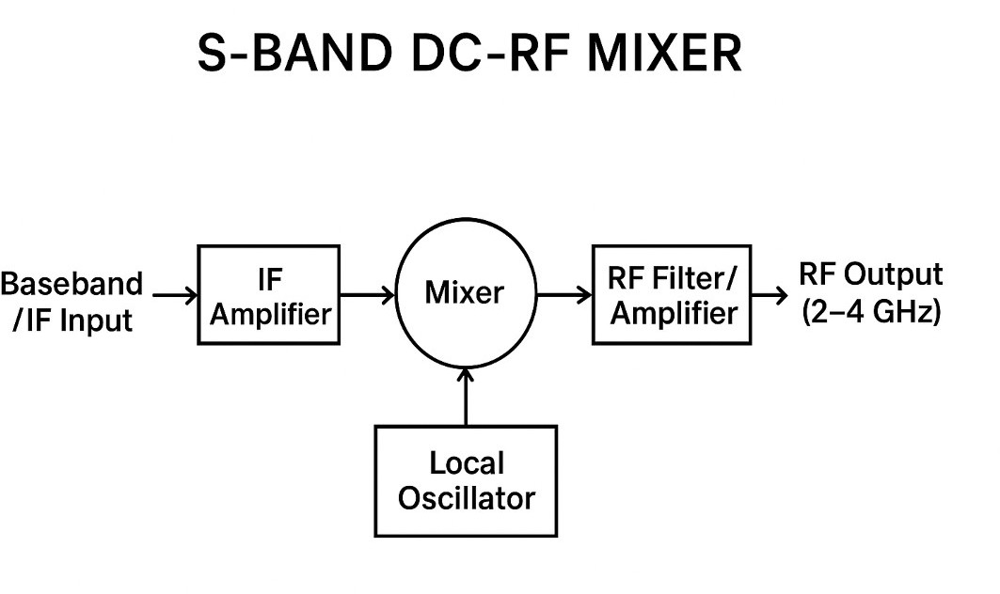 S-BAND DC-RF MIXER
Baseband
/IF Input
IF
Amplifier
Mixer
RF Filter/
Amplifier
RF Output
(2–4 GHz)
Local
Oscillator